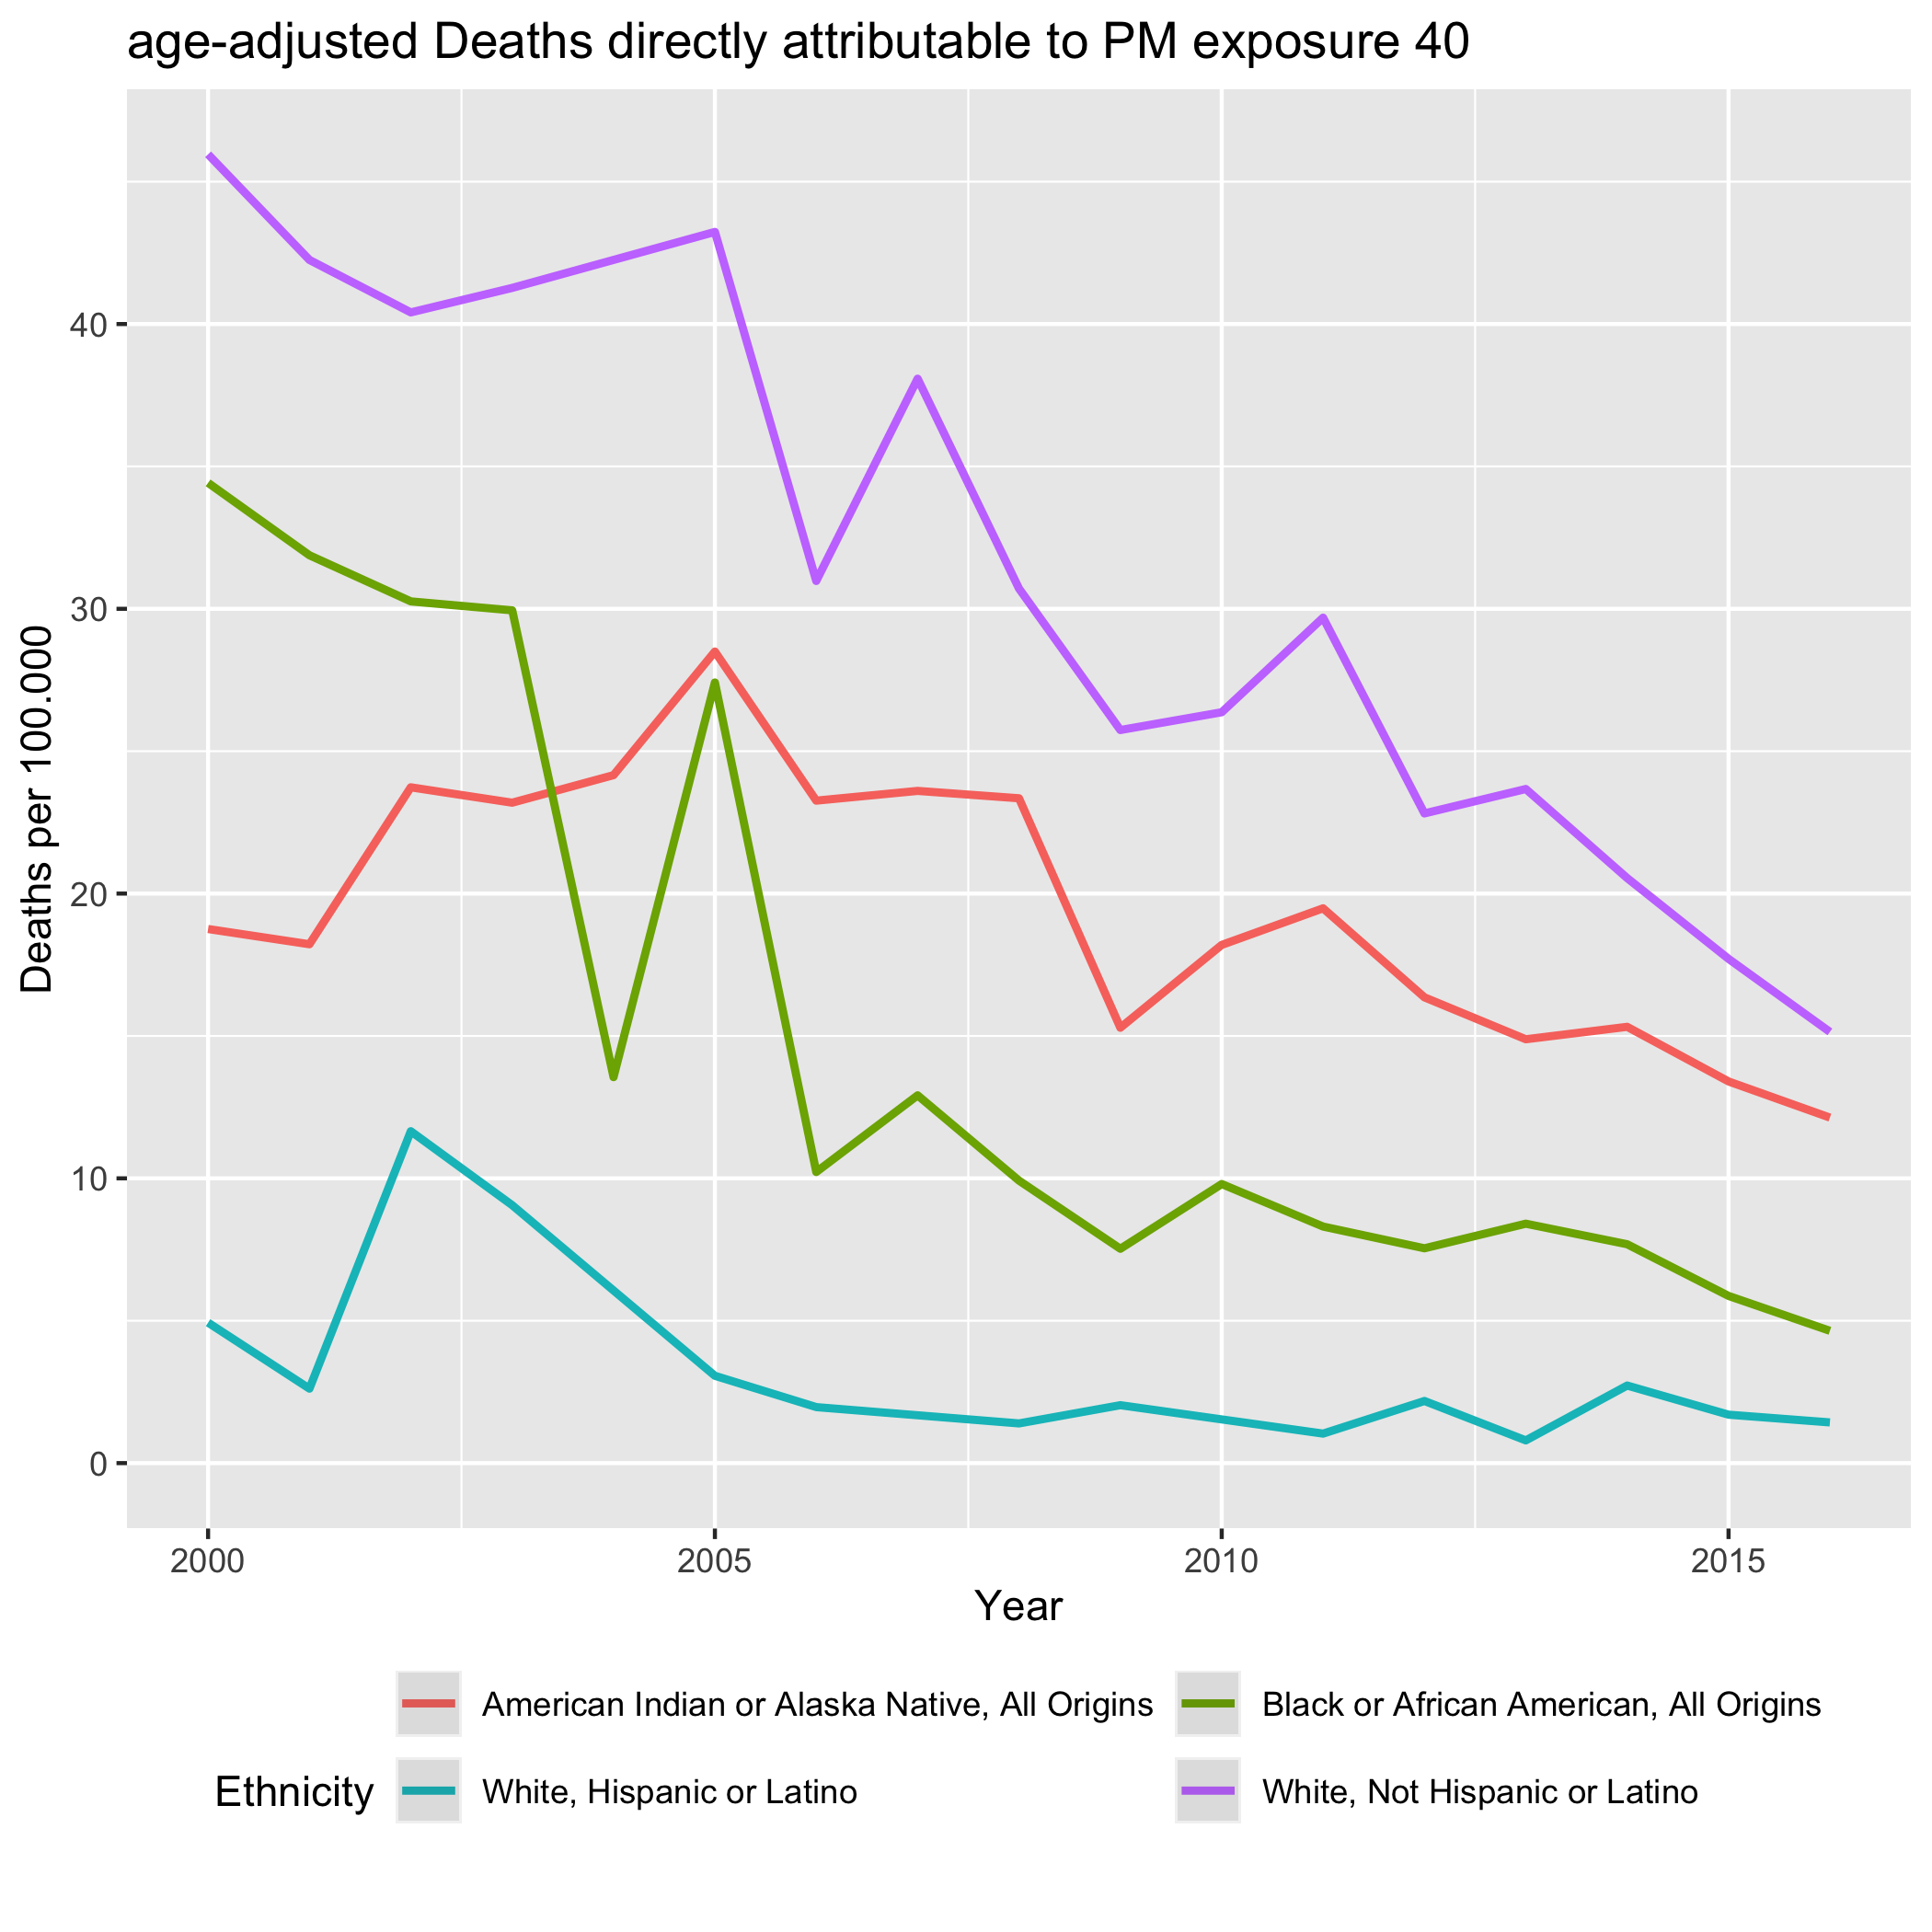 age-adjusted Deaths directly attributable to PM exposure 40
Deaths per 100.000
40
30
20
10
0
2000 2005 2010 2015
Year
Ethnicity
American Indian or Alaska Native, All Origins
Black or African American, All Origins
White, Hispanic or Latino
White, Not Hispanic or Latino